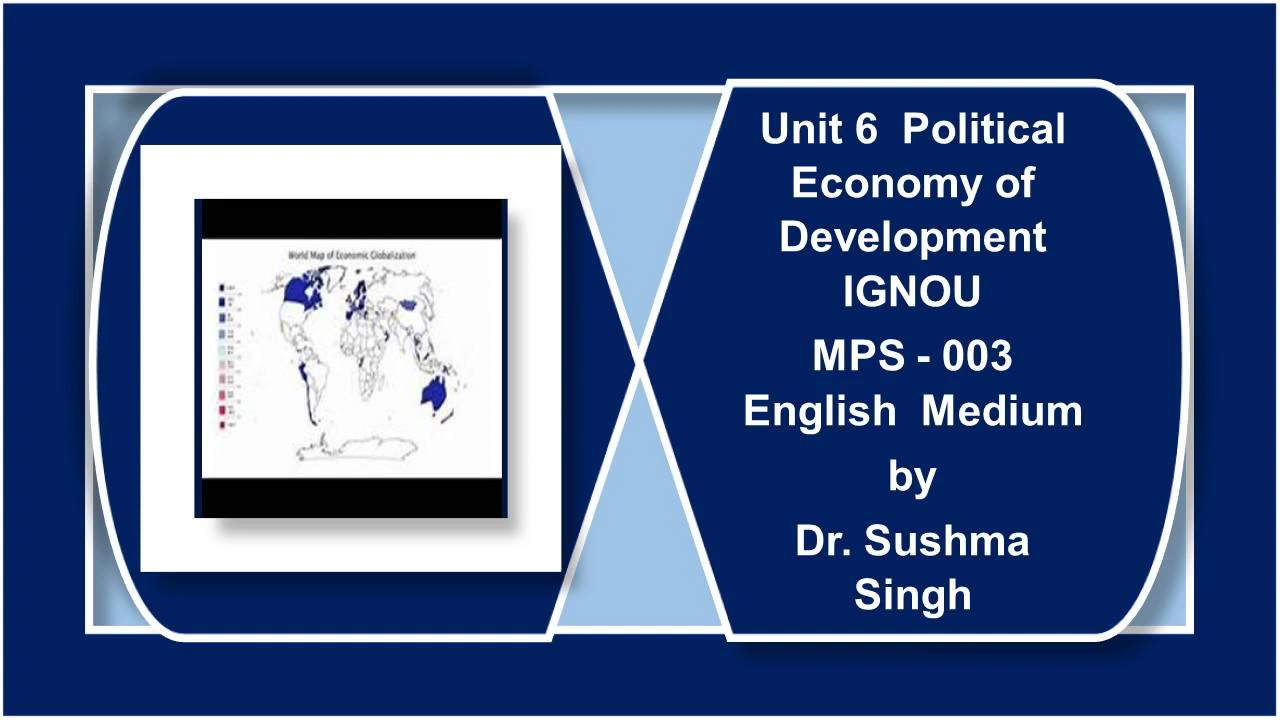 World Map of Economic Globalization
Unit 6 Political
Economy of
Development
IGNOU
MPS - 003
English Medium
by
Dr. Sushma
Singh